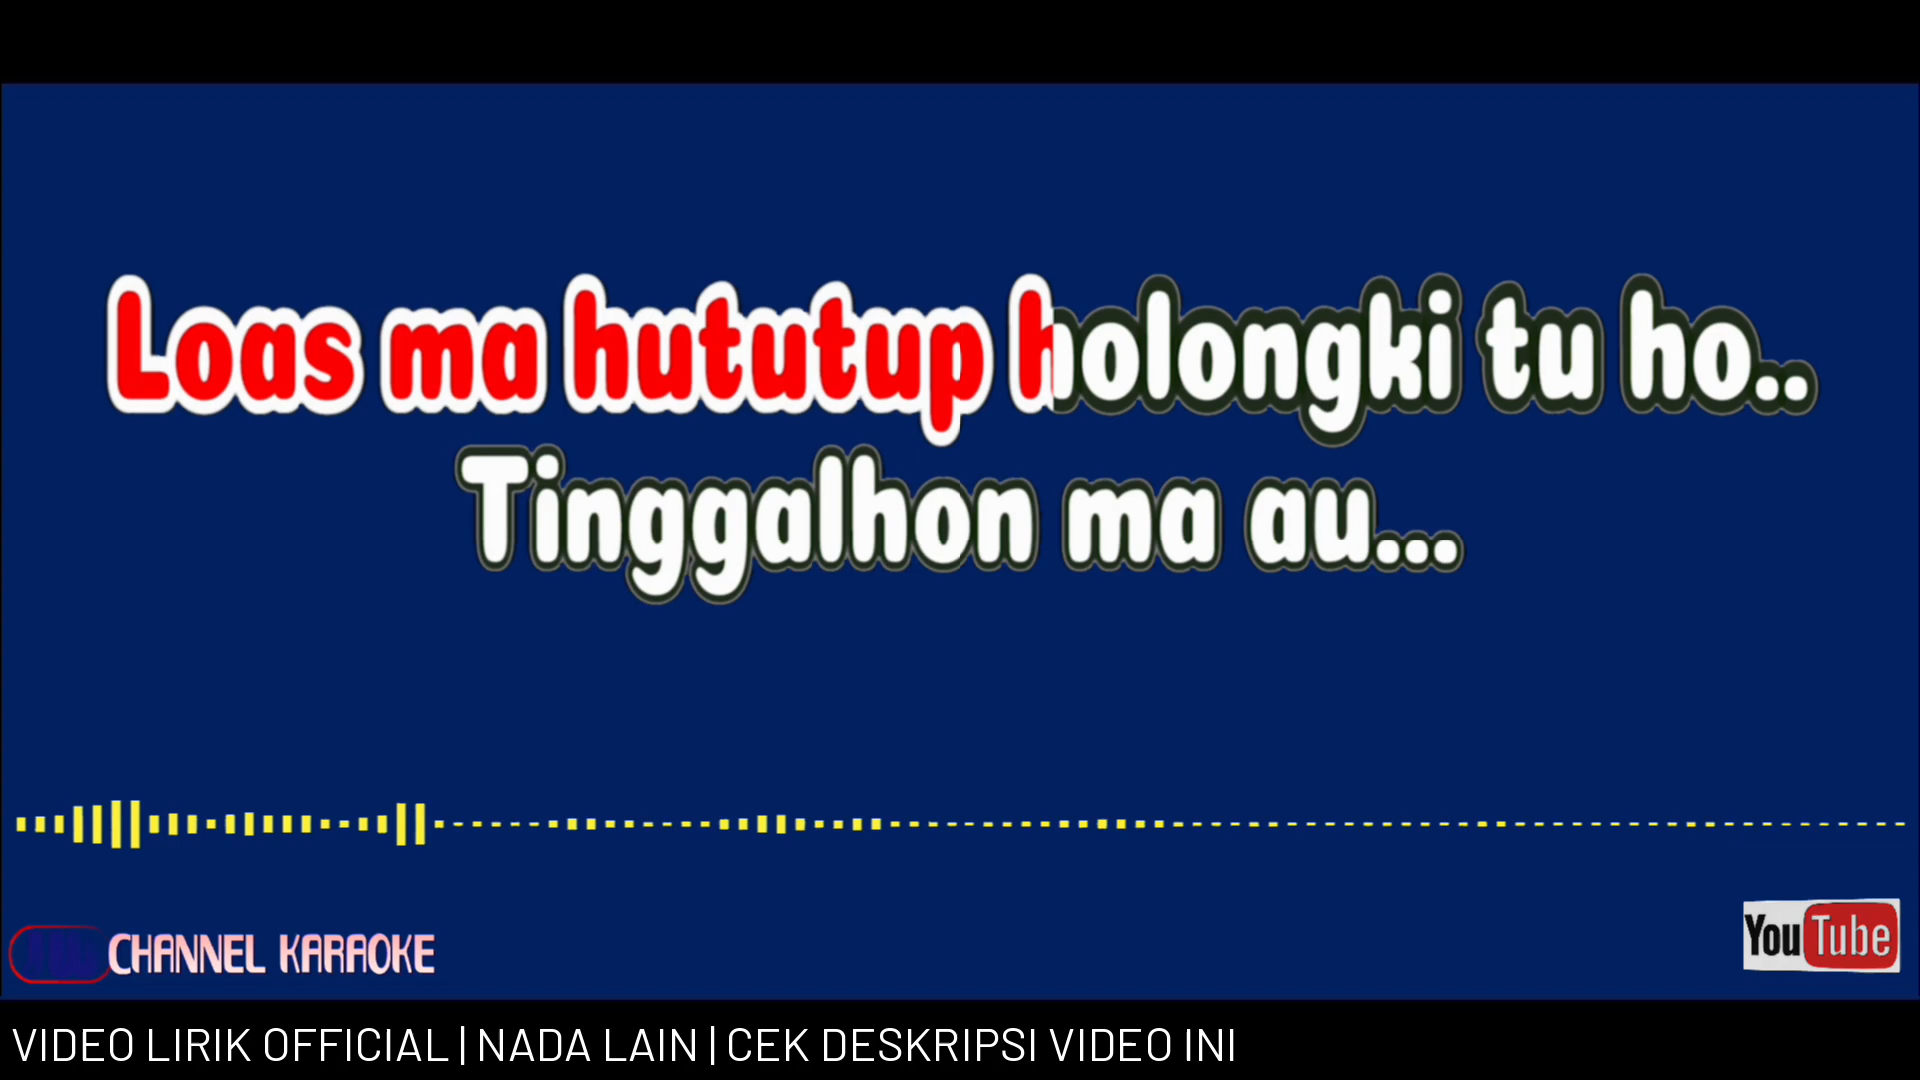 Loas ma hututup holongki tu ho..
Tinggalhon ma au...
CHANNEL KARAOKE
YouTube
VIDEO LIRIK OFFICIAL | NADA LAIN | CEK DESKRIPSI VIDEO INI